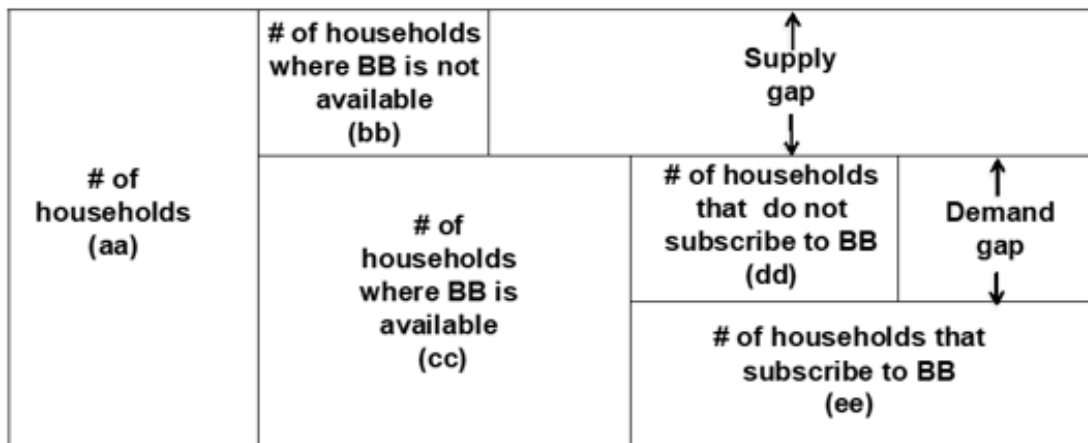 # of
households
(aa)
# of households
where BB is not
available
(bb)
Supply
gap
# of
households
where BB is
available
(cc)
# of households
that do not
subscribe to BB
(dd)
Demand
gap
# of households that
subscribe to BB
(ee)